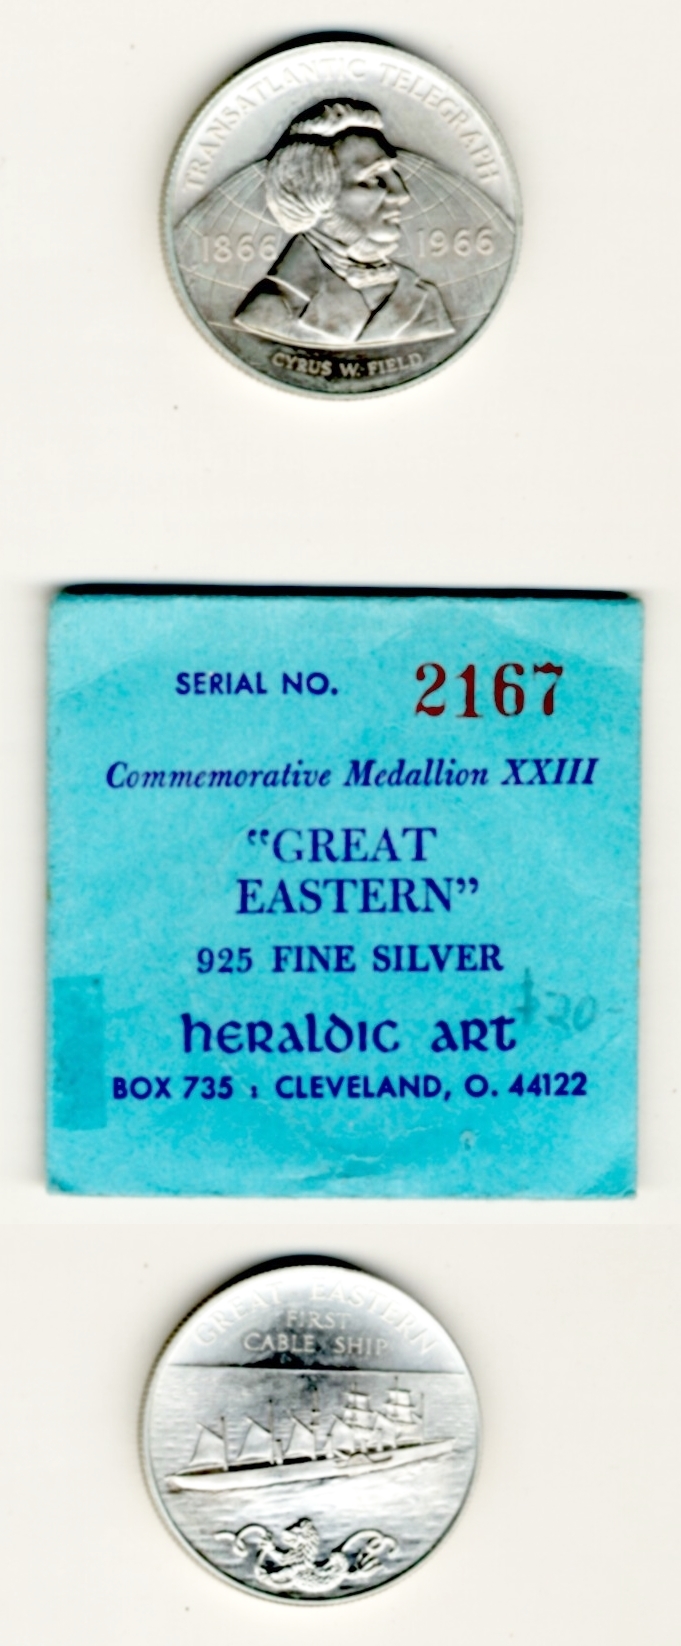 TRANSATLANTIC TELEGRAPH
1866 1966
CYRUS W. FIELD
SERIAL NO. 2167
Commemorative Medallion XXIII
"GREAT
EASTERN"
925 FINE SILVER
$20-
heraldic art
BOX 735 : CLEVELAND, O. 44122
GREAT EASTERN
FIRST
CABLE SHIP